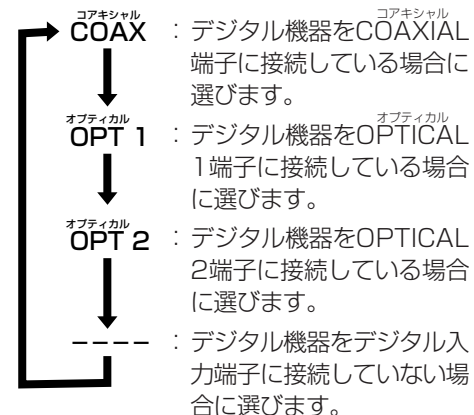 コアキシャル コアキシャル
COAX : デジタル機器をCOAXIAL
端子に接続している場合に
選びます。
オプティカル オプティカル
OPT 1 : デジタル機器をOPTICAL
1端子に接続している場合
に選びます。
オプティカル
OPT 2 : デジタル機器をOPTICAL
2端子に接続している場合
に選びます。
---- : デジタル機器をデジタル入
力端子に接続していない場
合に選びます。